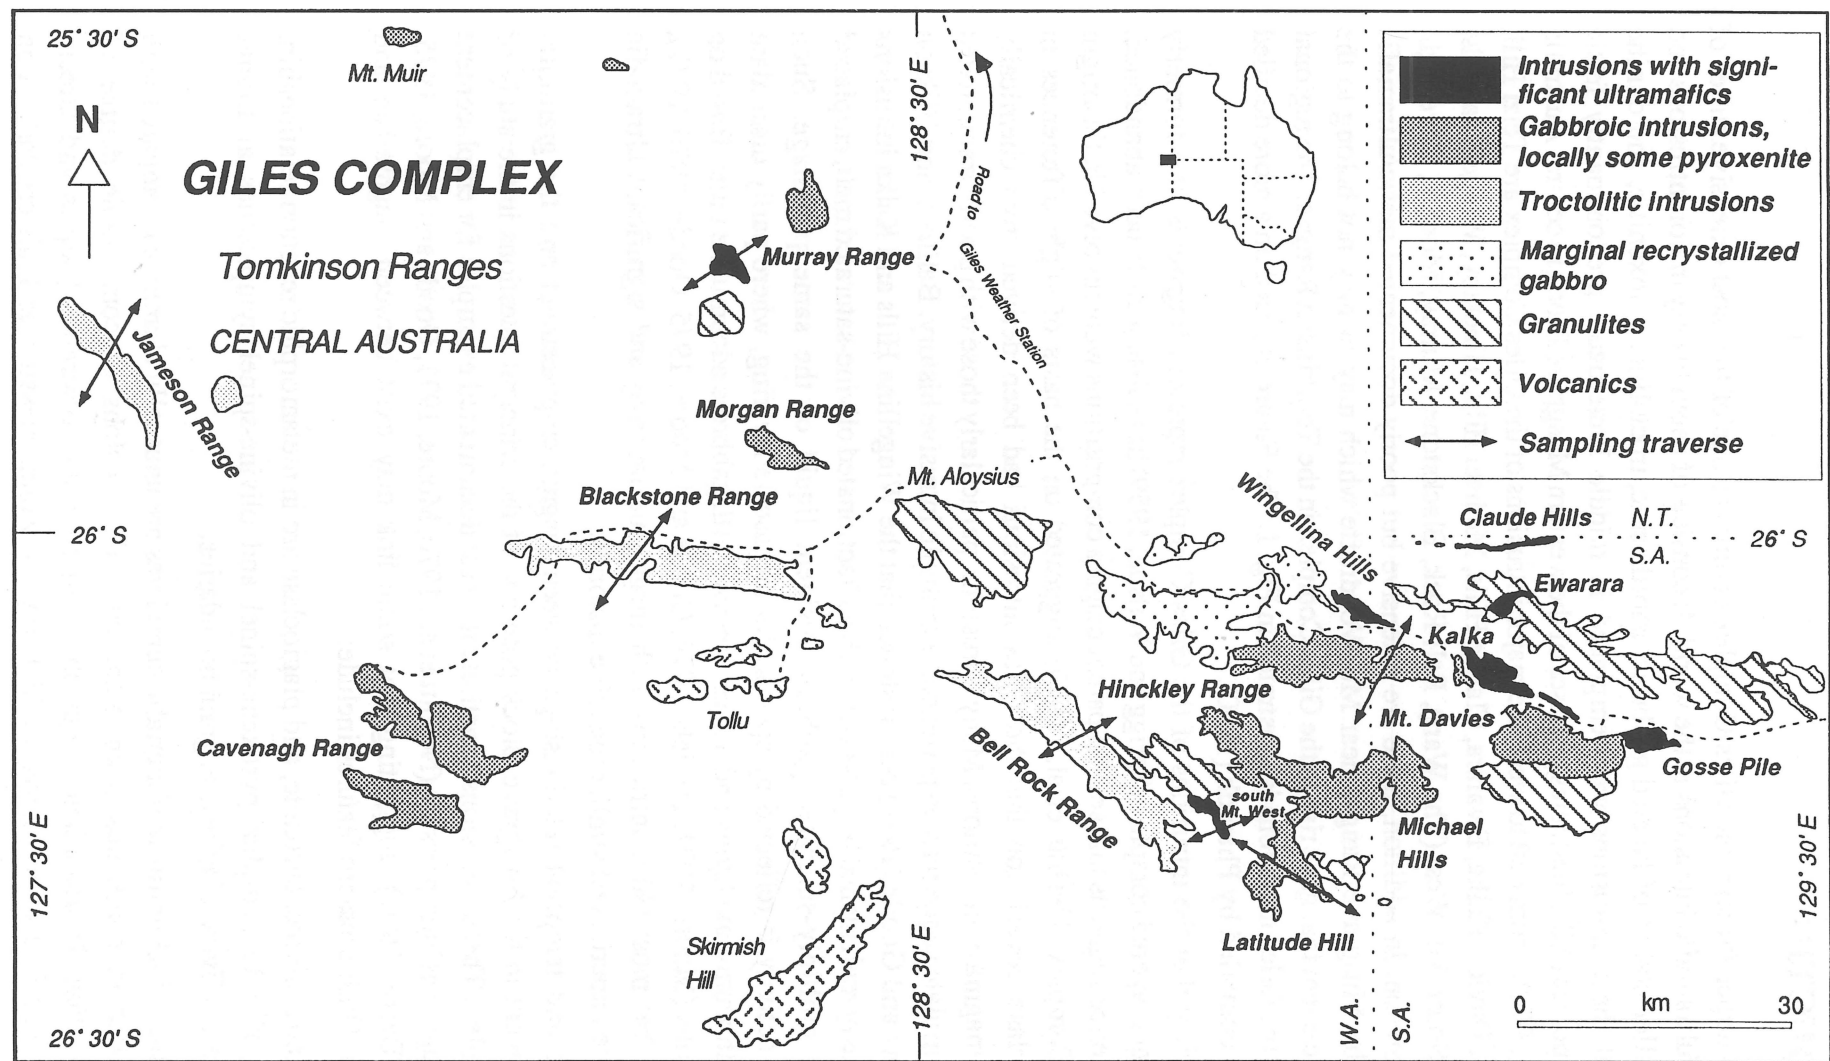 25° 30' S
Mt. Muir
N
GILES COMPLEX
Tomkinson Ranges
CENTRAL AUSTRALIA
128° 30' E
Road to
Giles Weather Station
Intrusions with signi-
ficant ultramafics
Gabbroic intrusions,
locally some pyroxenite
Troctolitic intrusions
Marginal recrystallized
gabbro
Granulites
Volcanics
Sampling traverse
Murray Range
Jameson Range
Morgan Range
Blackstone Range
Mt. Aloysius
Wingellina Hills
Claude Hills
N.T.
S.A.
26° S
26° S
Ewarara
Kalka
Hinckley Range
Mt. Davies
Bell Rock Range
Gosse Pile
south
Mt. West
Michael
Hills
Tollu
Cavenagh Range
Latitude Hill
Skirmish
Hill
127° 30' E
128° 30' E
129° 30' E
W.A.
S.A.
0 km 30
26° 30' S